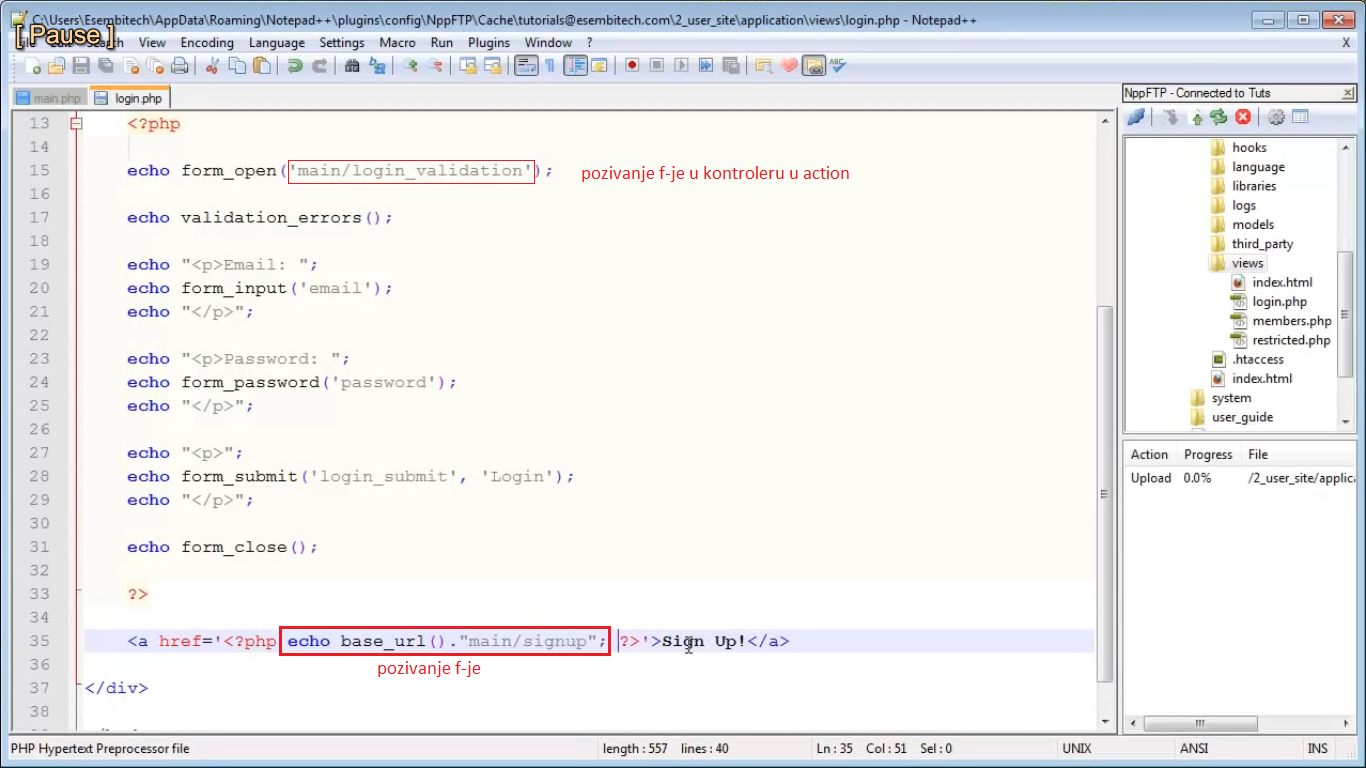 C:\Users\Esembitech\AppData\Roaming\Notepad++\plugins\config\NppFTP\Cache\tutorials@esembitech.com\2_user_site\application\views\login.php - Notepad++
[ Pause ]
View Encoding Language Settings Macro Run Plugins Window ? X
main.php login.php
13 <?php
14
15 echo form_open('main/login_validation'); pozivanje f-je u kontroleru u action
16
17 echo validation_errors();
18
19 echo "<p>Email: ";
20 echo form_input('email');
21 echo "</p>";
22
23 echo "<p>Password: ";
24 echo form_password('password');
25 echo "</p>";
26
27 echo "<p>";
28 echo form_submit('login_submit', 'Login');
29 echo "</p>";
30
31 echo form_close();
32
33 ?>
34
35 <a href='<?php echo base_url()."main/signup"; ?>'>Sign Up!</a>
36
pozivanje f-je
37 </div>
38
NppFTP - Connected to Tuts
hooks
language
libraries
logs
models
third_party
views
index.html
login.php
members.php
restricted.php
.htaccess
index.html
system
user_guide
Action Progress File
Upload 0.0% /2_user_site/applica
PHP Hypertext Preprocessor file length : 557 lines : 40 Ln : 35 Col : 51 Sel : 0 UNIX ANSI INS